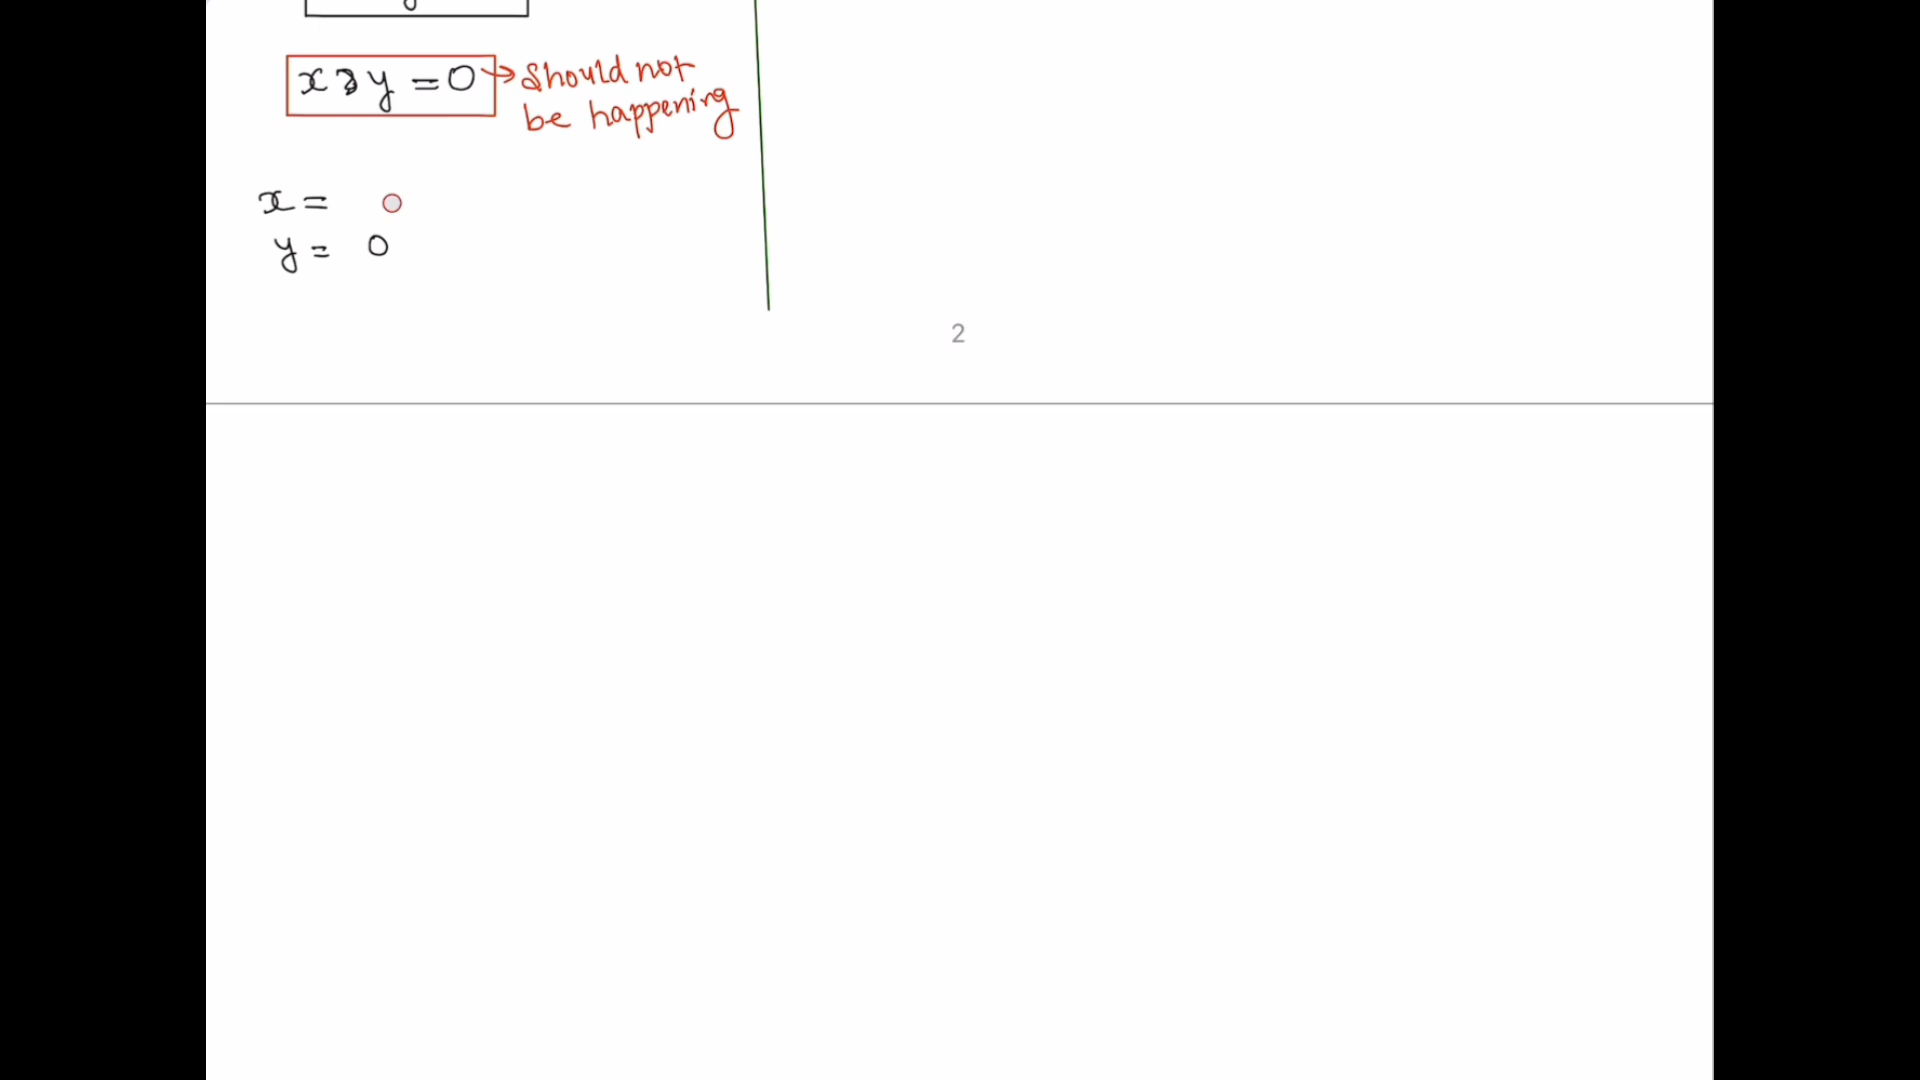 x & y = 0 → should not
be happening
x =
y = 0
2